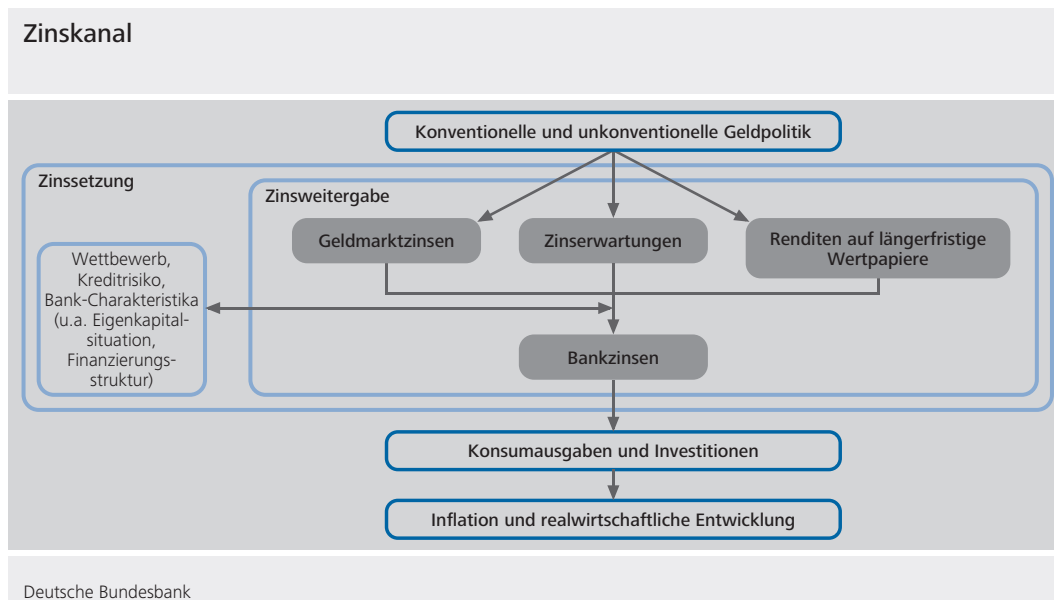 Zinskanal
Konventionelle und unkonventionelle Geldpolitik
Zinssetzung
Zinsweitergabe
Geldmarktzinsen
Zinserwartungen
Renditen auf längerfristige
Wertpapiere
Wettbewerb,
Kreditrisiko,
Bank-Charakteristika
(u.a. Eigenkapital-
situation,
Finanzierungs-
struktur)
Bankzinsen
Konsumausgaben und Investitionen
Inflation und realwirtschaftliche Entwicklung
Deutsche Bundesbank